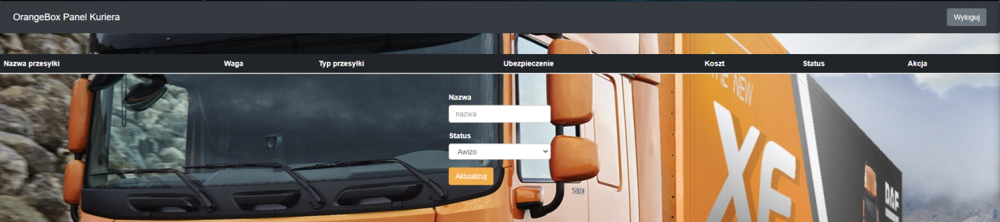 OrangeBox Panel Kuriera
Wyloguj
Nazwa przesyłki Waga Typ przesyłki Ubezpieczenie Koszt Status Akcja
Nazwa
nazwa
Status
Awizo
Aktualizuj
THE NEW
XF
510
DAF